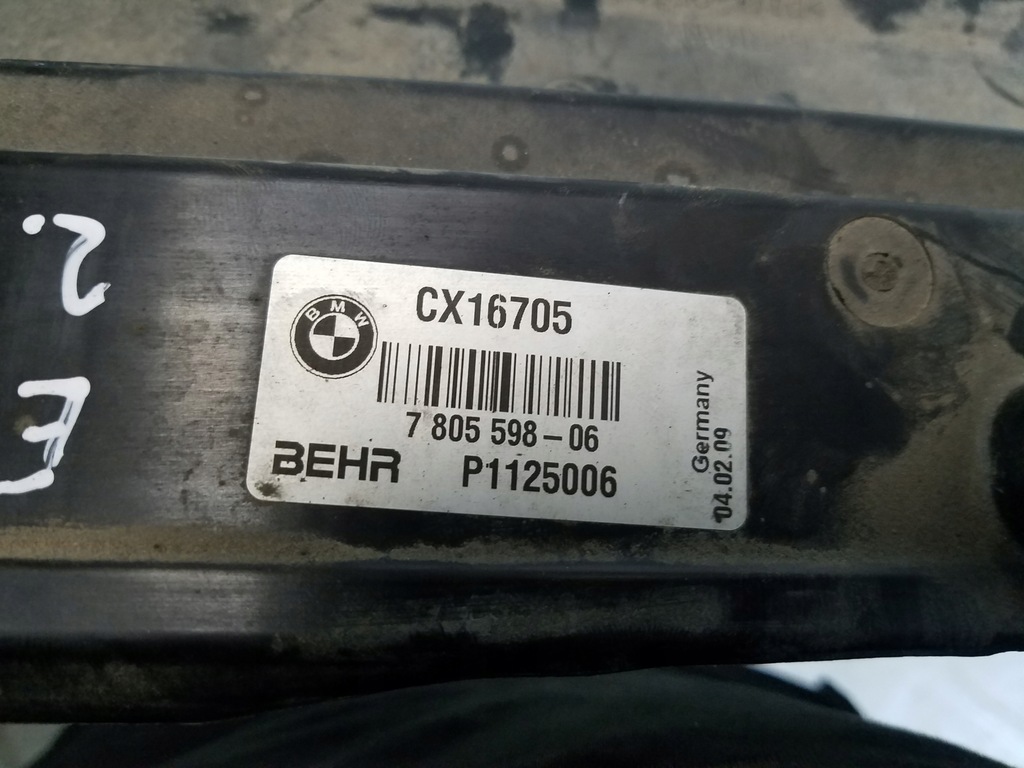 BMW
CX16705
7 805 598 - 06
BEHR P1125006
Germany
04.02.09